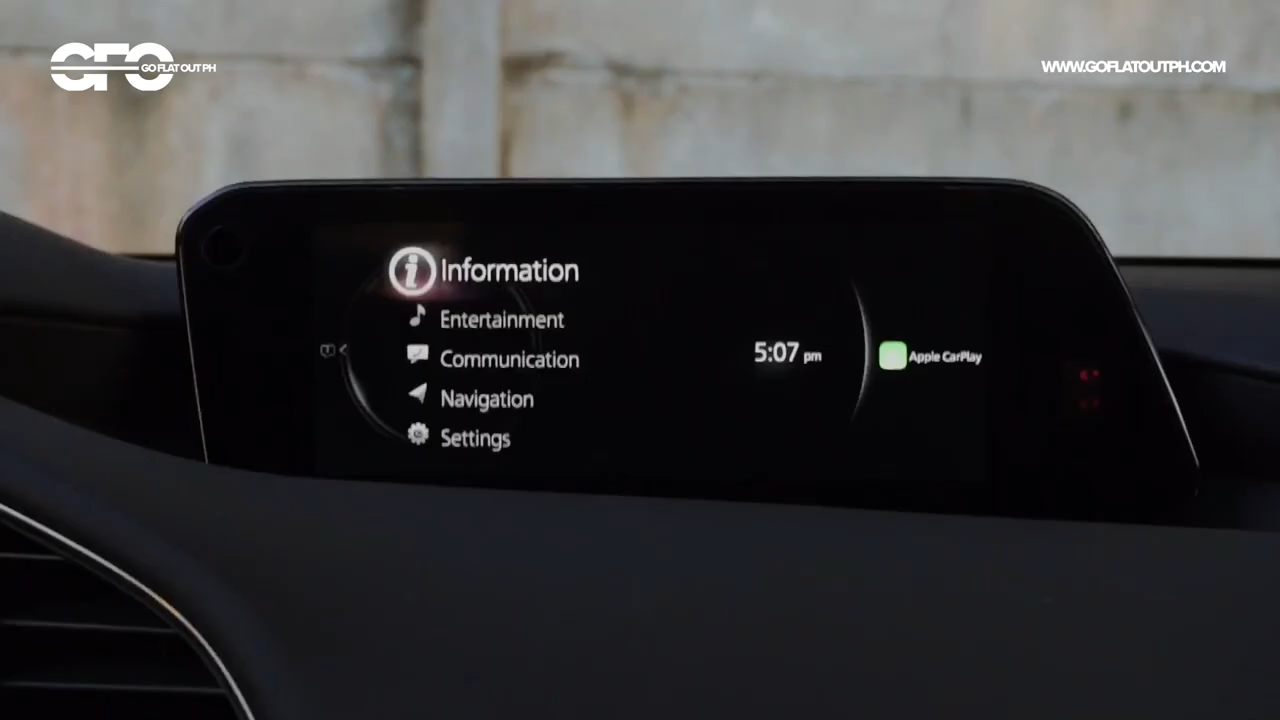 GFO
GO FLAT OUT PH
WWW.GOFLATOUTPH.COM
Information
Entertainment
Communication
Navigation
Settings
5:07 pm
Apple CarPlay